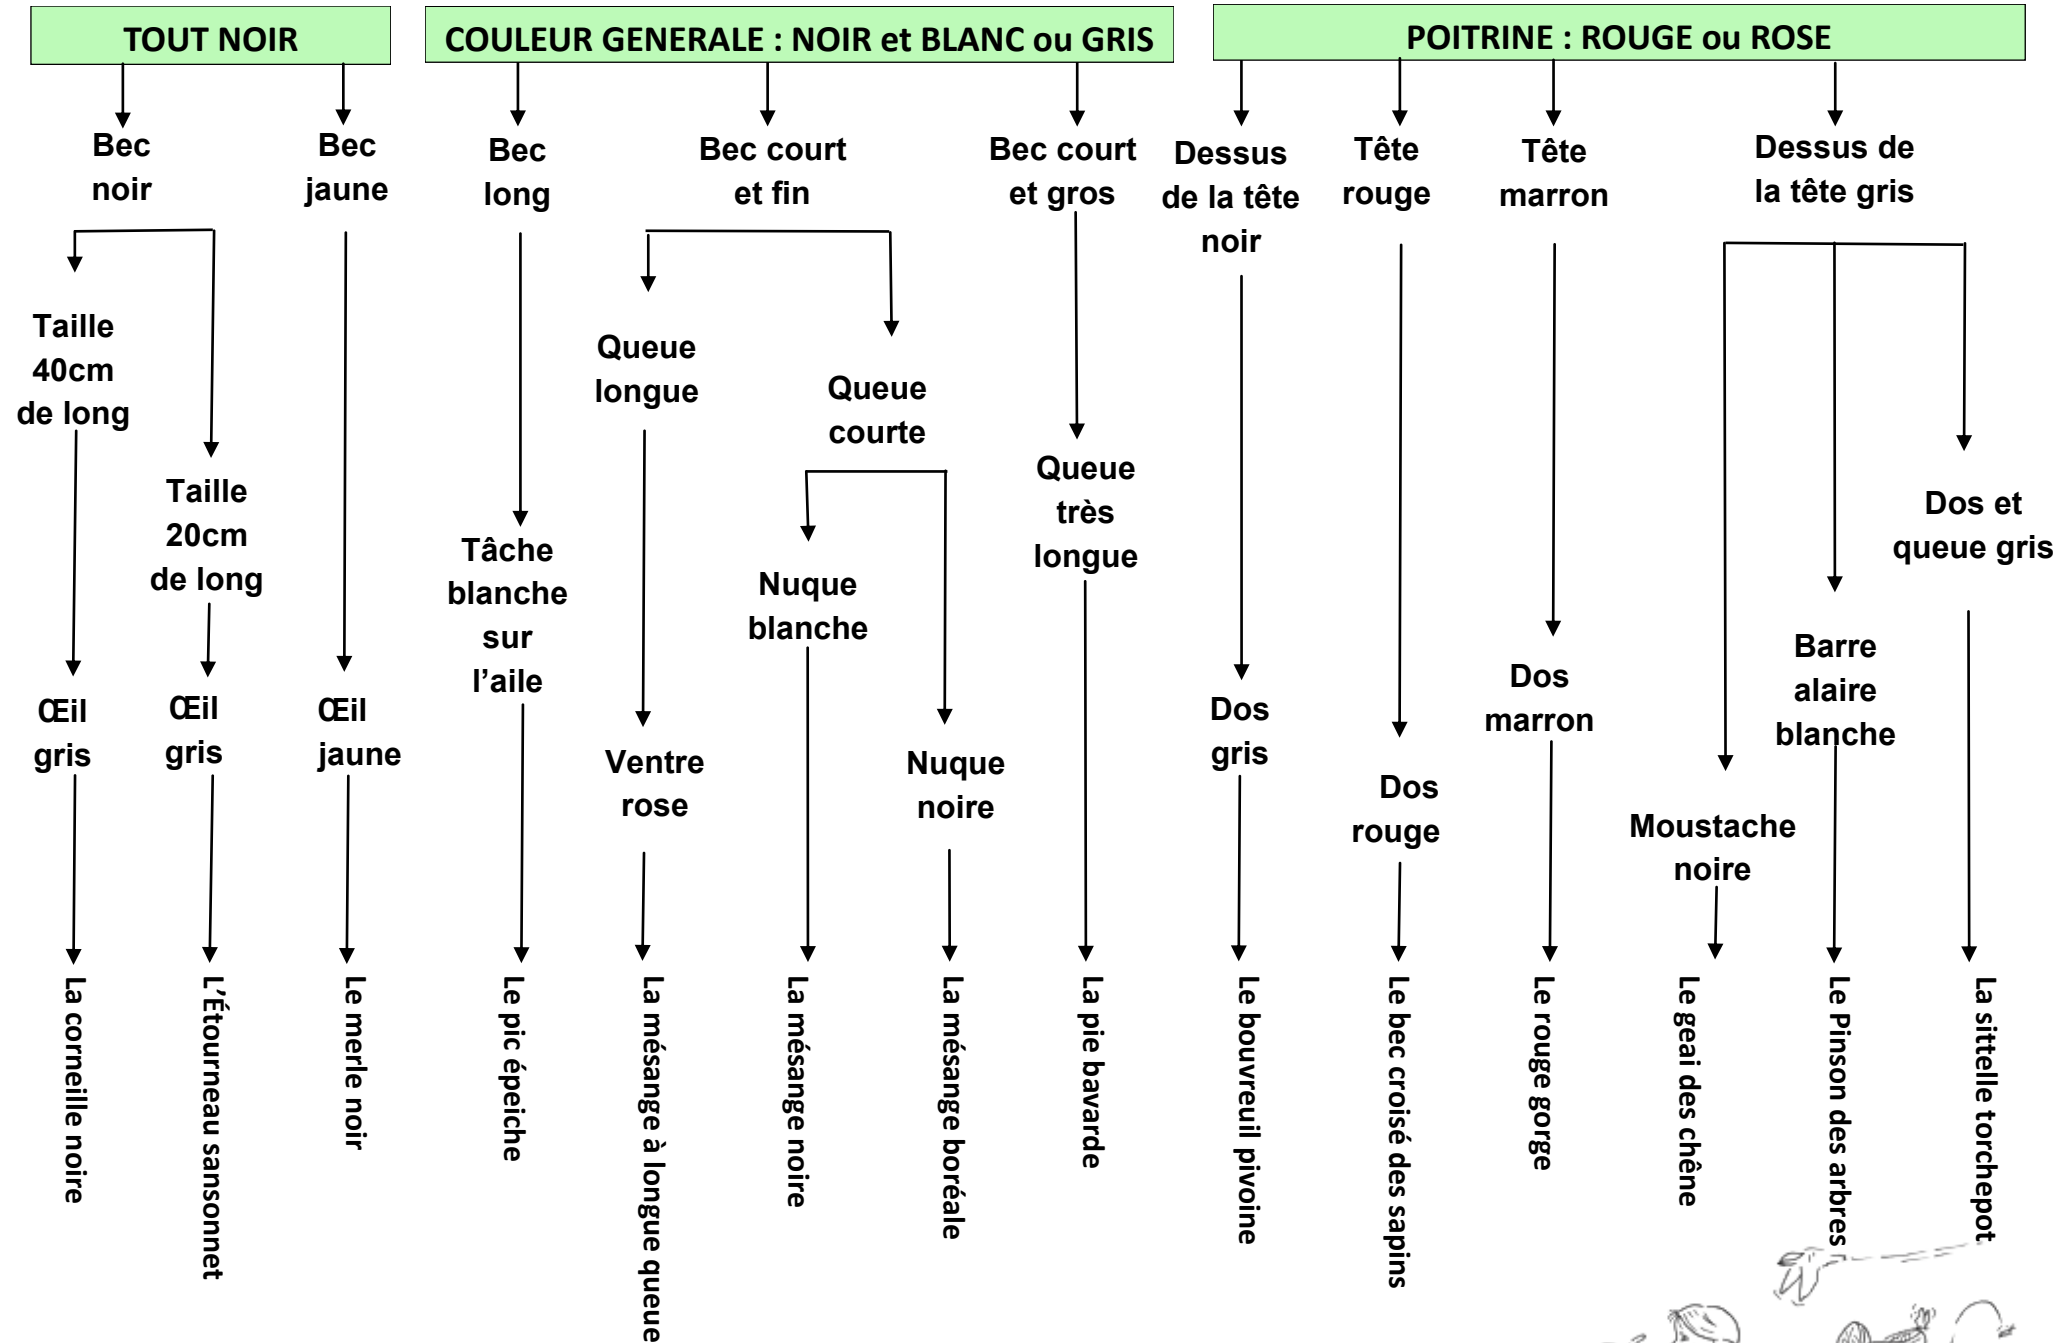 TOUT NOIR
COULEUR GENERALE : NOIR et BLANC ou GRIS
POITRINE : ROUGE ou ROSE
Bec
noir
Bec
jaune
Bec
long
Bec court
et fin
Bec court
et gros
Dessus
de la tête
noir
Tête
rouge
Tête
marron
Dessus de
la tête gris
Taille
40cm
de long
Taille
20cm
de long
Queue
longue
Queue
courte
Queue
très
longue
Dos et
queue gris
Tâche
blanche
sur
l’aile
Nuque
blanche
Barre
alaire
blanche
Œil
gris
Œil
gris
Œil
jaune
Ventre
rose
Nuque
noire
Dos
gris
Dos
rouge
Dos
marron
Moustache
noire
La corneille noire
L’Étourneau sansonnet
Le merle noir
Le pic épeiche
La mésange à longue queue
La mésange noire
La mésange boréale
La pie bavarde
Le bouvreuil pivoine
Le bec croisé des sapins
Le rouge gorge
Le geai des chêne
Le Pinson des arbres
La sittelle torchepot